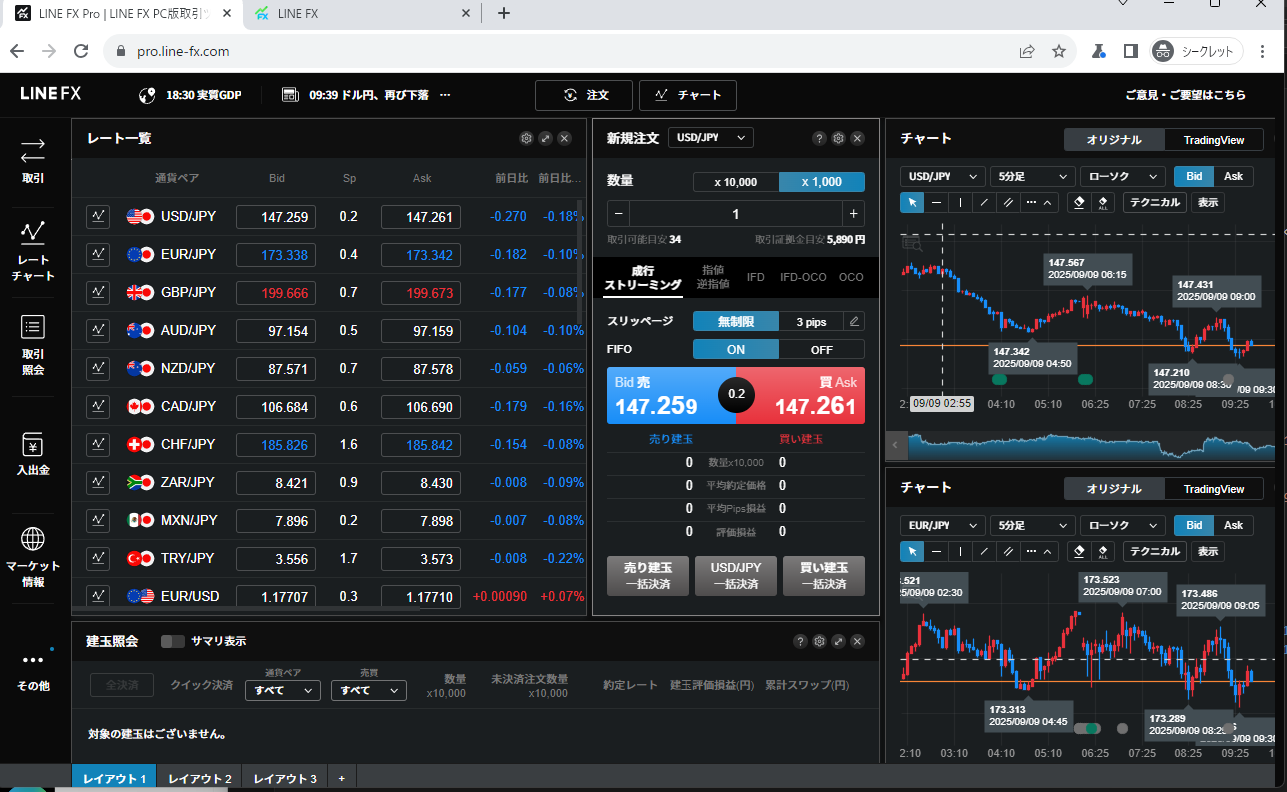 LINE FX Pro | LINE FX PC版取引
LINE FX
pro.line-fx.com
シークレット
LINE FX
18:30 実質GDP
09:39 ドル円、再び下落 …
注文
チャート
ご意見・ご要望はこちら
取引
レート
チャート
取引
照会
入出金
マーケット
情報
その他
レート一覧
通貨ペア Bid Sp Ask 前日比 前日比...
USD/JPY 147.259 0.2 147.261 -0.270 -0.18%
EUR/JPY 173.338 0.4 173.342 -0.182 -0.10%
GBP/JPY 199.666 0.7 199.673 -0.177 -0.08%
AUD/JPY 97.154 0.5 97.159 -0.104 -0.10%
NZD/JPY 87.571 0.7 87.578 -0.059 -0.06%
CAD/JPY 106.684 0.6 106.690 -0.179 -0.16%
CHF/JPY 185.826 1.6 185.842 -0.154 -0.08%
ZAR/JPY 8.421 0.9 8.430 -0.008 -0.09%
MXN/JPY 7.896 0.2 7.898 -0.007 -0.08%
TRY/JPY 3.556 1.7 3.573 -0.008 -0.22%
EUR/USD 1.17707 0.3 1.17710 +0.00090 +0.07%
新規注文 USD/JPY
?
数量 x 10,000 x 1,000
− 1 +
取引可能目安 34 取引証拠金目安 5,890 円
成行
ストリーミング
指値
逆指値
IFD IFD-OCO OCO
スリッページ 無制限 3 pips
FIFO ON OFF
Bid 売 買 Ask
147.259 0.2 147.261
売り建玉 買い建玉
0 数量x10,000 0
0 平均約定価格 0
0 平均Pips損益 0
0 評価損益 0
売り建玉
一括決済
USD/JPY
一括決済
買い建玉
一括決済
チャート オリジナル TradingView
USD/JPY 5分足 ローソク Bid Ask
ALL テクニカル 表示
147.567
2025/09/09 06:15
147.431
2025/09/09 09:00
147.342
2025/09/09 04:50
147.210
2025/09/09 08:30
/09 09:30
09/09 02:55 04:10 05:10 06:25 07:25 08:25 09:25
チャート オリジナル TradingView
EUR/JPY 5分足 ローソク Bid Ask
ALL テクニカル 表示
3.521
5/09/09 02:30
173.523
2025/09/09 07:00
173.486
2025/09/09 09:05
173.313
2025/09/09 04:45
173.289
2025/09/09 08:25
/09 09:30
2:10 03:10 04:10 05:10 06:25 07:25 08:25 09:25
建玉照会 サマリ表示
?
全決済 クイック決済
通貨ペア
すべて
売買
すべて
数量
x10,000
未決済注文数量
x10,000
約定レート 建玉評価損益(円) 累計スワップ(円)
対象の建玉はございません。
レイアウト 1 レイアウト 2 レイアウト 3 +